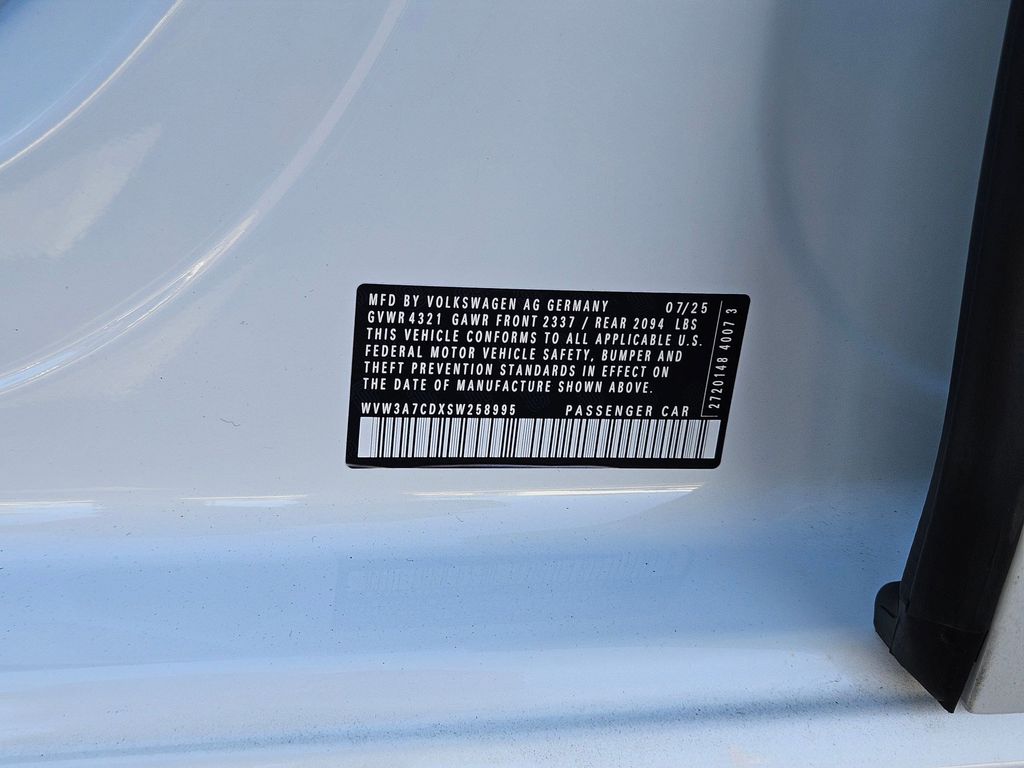 MFD BY VOLKSWAGEN AG GERMANY 07/25
GVWR 4321 GAWR FRONT 2337 / REAR 2094 LBS
THIS VEHICLE CONFORMS TO ALL APPLICABLE U.S.
FEDERAL MOTOR VEHICLE SAFETY, BUMPER AND
THEFT PREVENTION STANDARDS IN EFFECT ON
THE DATE OF MANUFACTURE SHOWN ABOVE.
WVW3A7CDXSW258995 PASSENGER CAR
2720148 4007 3